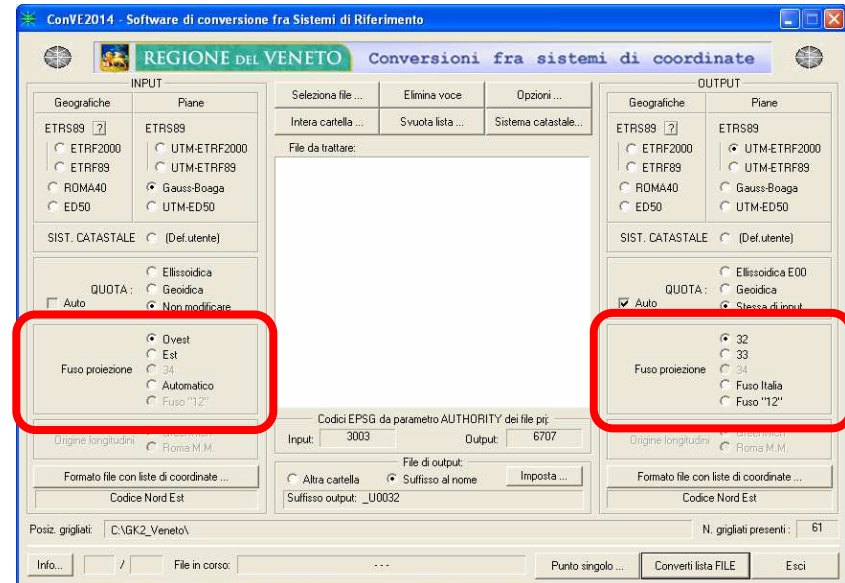 ConVE2014 - Software di conversione fra Sistemi di Riferimento
REGIONE DEL VENETO Conversioni fra sistemi di coordinate
INPUT
Geografiche Piane
ETRS89 ? ETRS89
ETRF2000 UTM-ETRF2000
ETRF89 UTM-ETRF89
ROMA40 Gauss-Boaga
ED50 UTM-ED50
SIST. CATASTALE (Def.utente)
QUOTA :
Auto
Ellissoidica
Geoidica
Non modificare
Fuso proiezione
Ovest
Est
34
Automatico
Fuso "12"
Origine longitudini
Roma M.M.
Formato file con liste di coordinate ...
Codice Nord Est
Seleziona file ... Elimina voce Opzioni ...
Intera cartella ... Svuota lista ... Sistema catastale...
File da trattare:
Codici EPSG da parametro AUTHORITY dei file prj:
Input: 3003 Output: 6707
File di output:
Altra cartella Suffisso al nome Imposta ...
Suffisso output: _U0032
OUTPUT
Geografiche Piane
ETRS89 ? ETRS89
ETRF2000 UTM-ETRF2000
ETRF89 UTM-ETRF89
ROMA40 Gauss-Boaga
ED50 UTM-ED50
SIST. CATASTALE (Def.utente)
QUOTA :
Auto
Ellissoidica E00
Geoidica
Stessa di input
Fuso proiezione
32
33
34
Fuso Italia
Fuso "12"
Origine longitudini
Roma M.M.
Formato file con liste di coordinate ...
Codice Nord Est
Posiz. grigliati: C:\GK2_Veneto\ N. grigliati presenti : 61
Info... / File in corso: - - - Punto singolo ... Converti lista FILE Esci